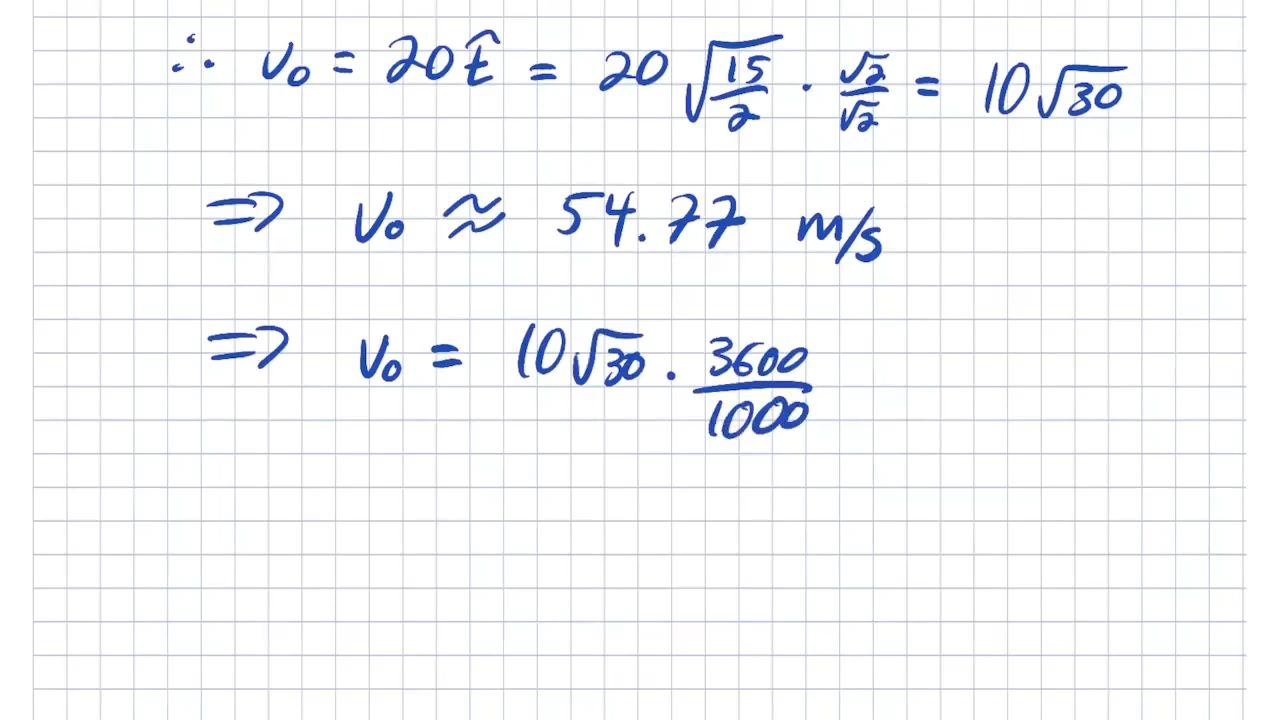 ∴ v₀ = 20t̂ = 20 √(15/2) · √2/√2 = 10√30
=> v₀ ≈ 54.77 m/s
=> v₀ = 10√30 · 3600/1000